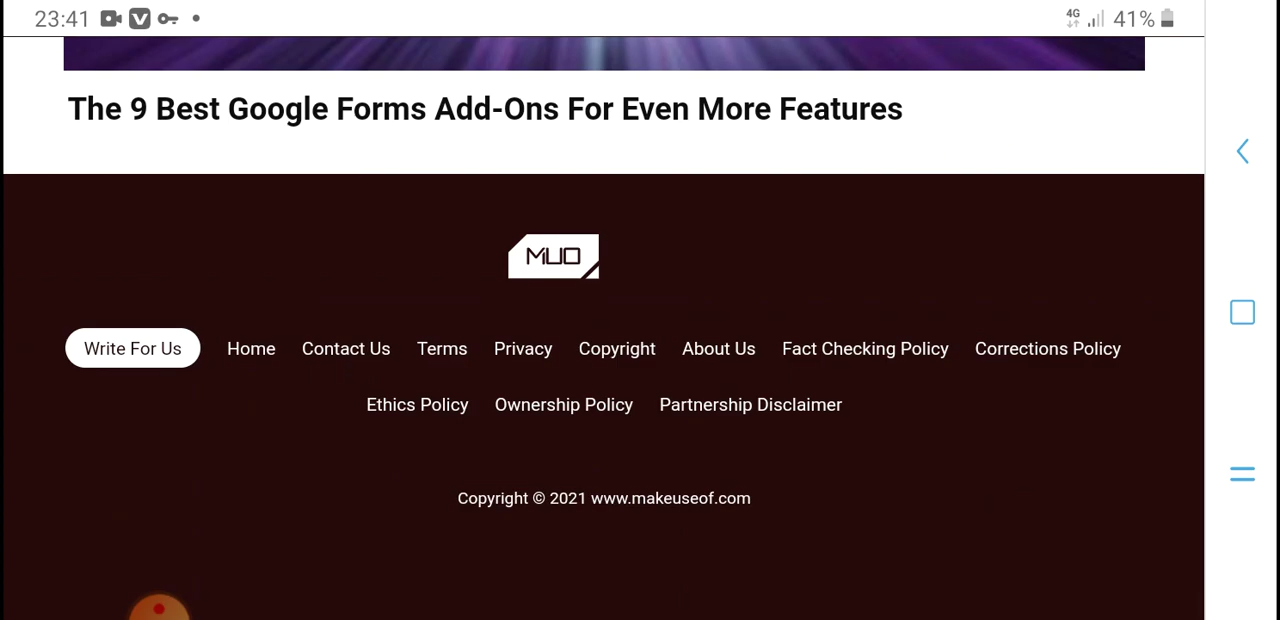 23:41 V 4G 41%
The 9 Best Google Forms Add-Ons For Even More Features
MUO
Write For Us Home Contact Us Terms Privacy Copyright About Us Fact Checking Policy Corrections Policy
Ethics Policy Ownership Policy Partnership Disclaimer
Copyright © 2021 www.makeuseof.com